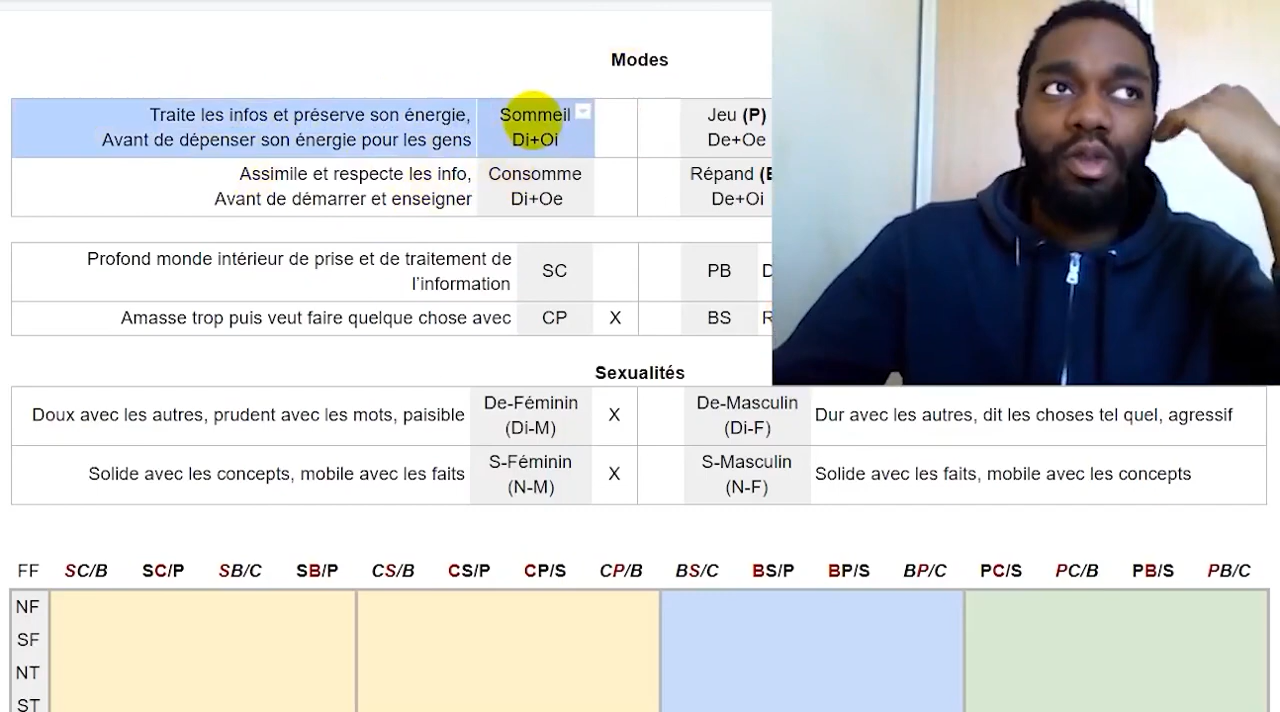 Modes
Traite les infos et préserve son énergie,
Avant de dépenser son énergie pour les gens
Sommeil
Di+Oi
Jeu (P)
De+Oe
Assimile et respecte les info,
Avant de démarrer et enseigner
Consomme
Di+Oe
Répand
De+Oi
Profond monde intérieur de prise et de traitement de
l'information
SC
PB
Amasse trop puis veut faire quelque chose avec
CP
X
BS
Sexualités
Doux avec les autres, prudent avec les mots, paisible
De-Féminin
(Di-M)
X
De-Masculin
(Di-F)
Dur avec les autres, dit les choses tel quel, agressif
Solide avec les concepts, mobile avec les faits
S-Féminin
(N-M)
X
S-Masculin
(N-F)
Solide avec les faits, mobile avec les concepts
FF SC/B SC/P SB/C SB/P CS/B CS/P CP/S CP/B BS/C BS/P BP/S BP/C PC/S PC/B PB/S PB/C
NF
SF
NT
ST